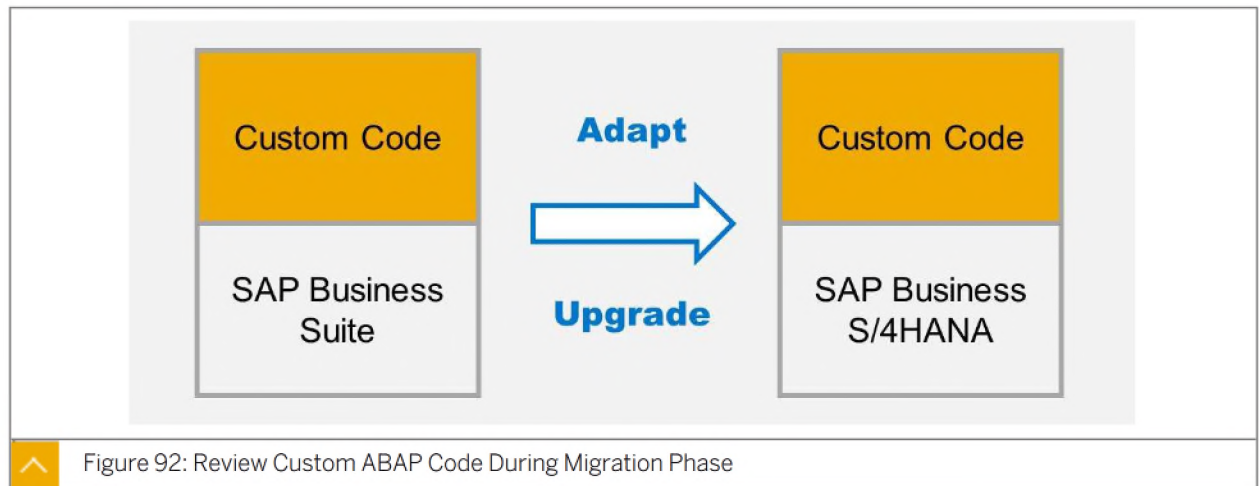 Custom Code
SAP Business
Suite
Adapt
Upgrade
Custom Code
SAP Business
S/4HANA
Figure 92: Review Custom ABAP Code During Migration Phase